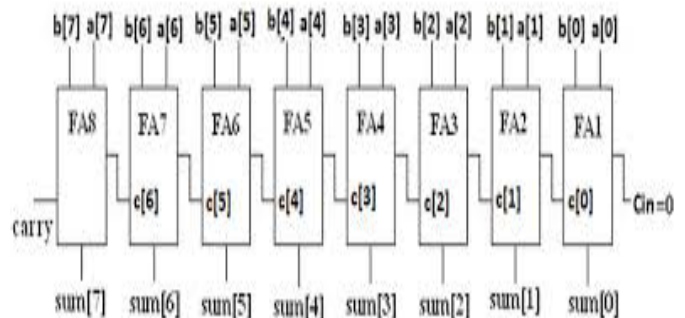 b[7] a[7] b[6] a[6] b[5] a[5] b[4] a[4] b[3] a[3] b[2] a[2] b[1] a[1] b[0] a[0]
FA8 FA7 FA6 FA5 FA4 FA3 FA2 FA1
carry c[6] c[5] c[4] c[3] c[2] c[1] c[0] Cin=0
sum[7] sum[6] sum[5] sum[4] sum[3] sum[2] sum[1] sum[0]